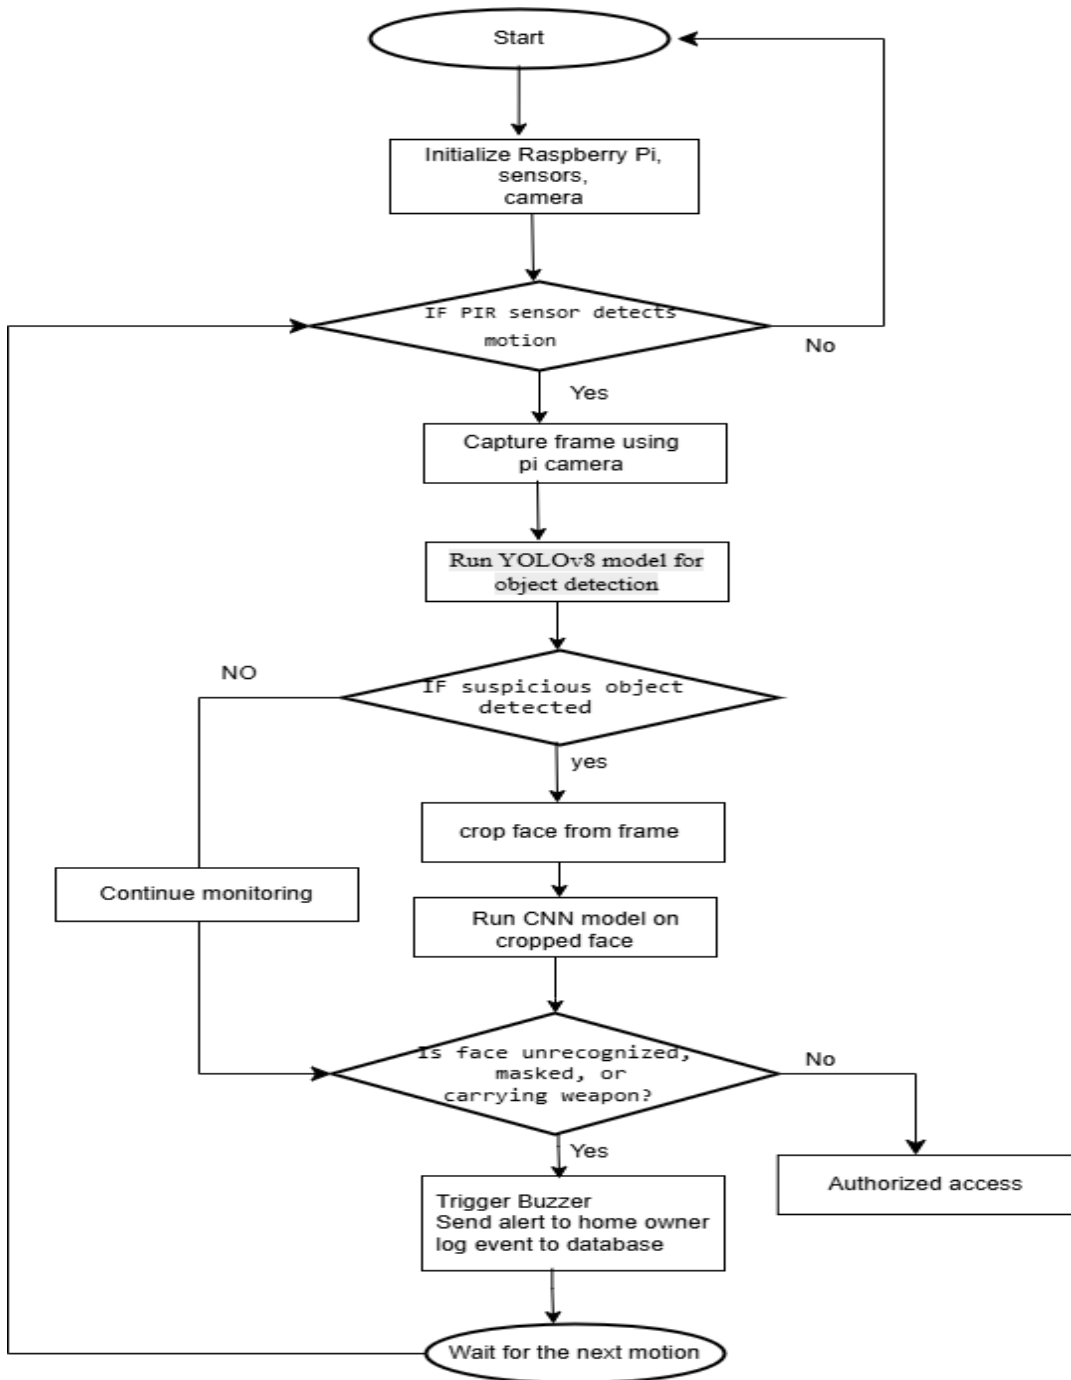 Start
Initialize Raspberry Pi,
sensors,
camera
IF PIR sensor detects
motion
No
Yes
Capture frame using
pi camera
Run YOLOv8 model for
object detection
NO
IF suspicious object
detected
yes
crop face from frame
Continue monitoring
Run CNN model on
cropped face
Is face unrecognized,
masked, or
carrying weapon?
No
Yes
Authorized access
Trigger Buzzer
Send alert to home owner
log event to database
Wait for the next motion